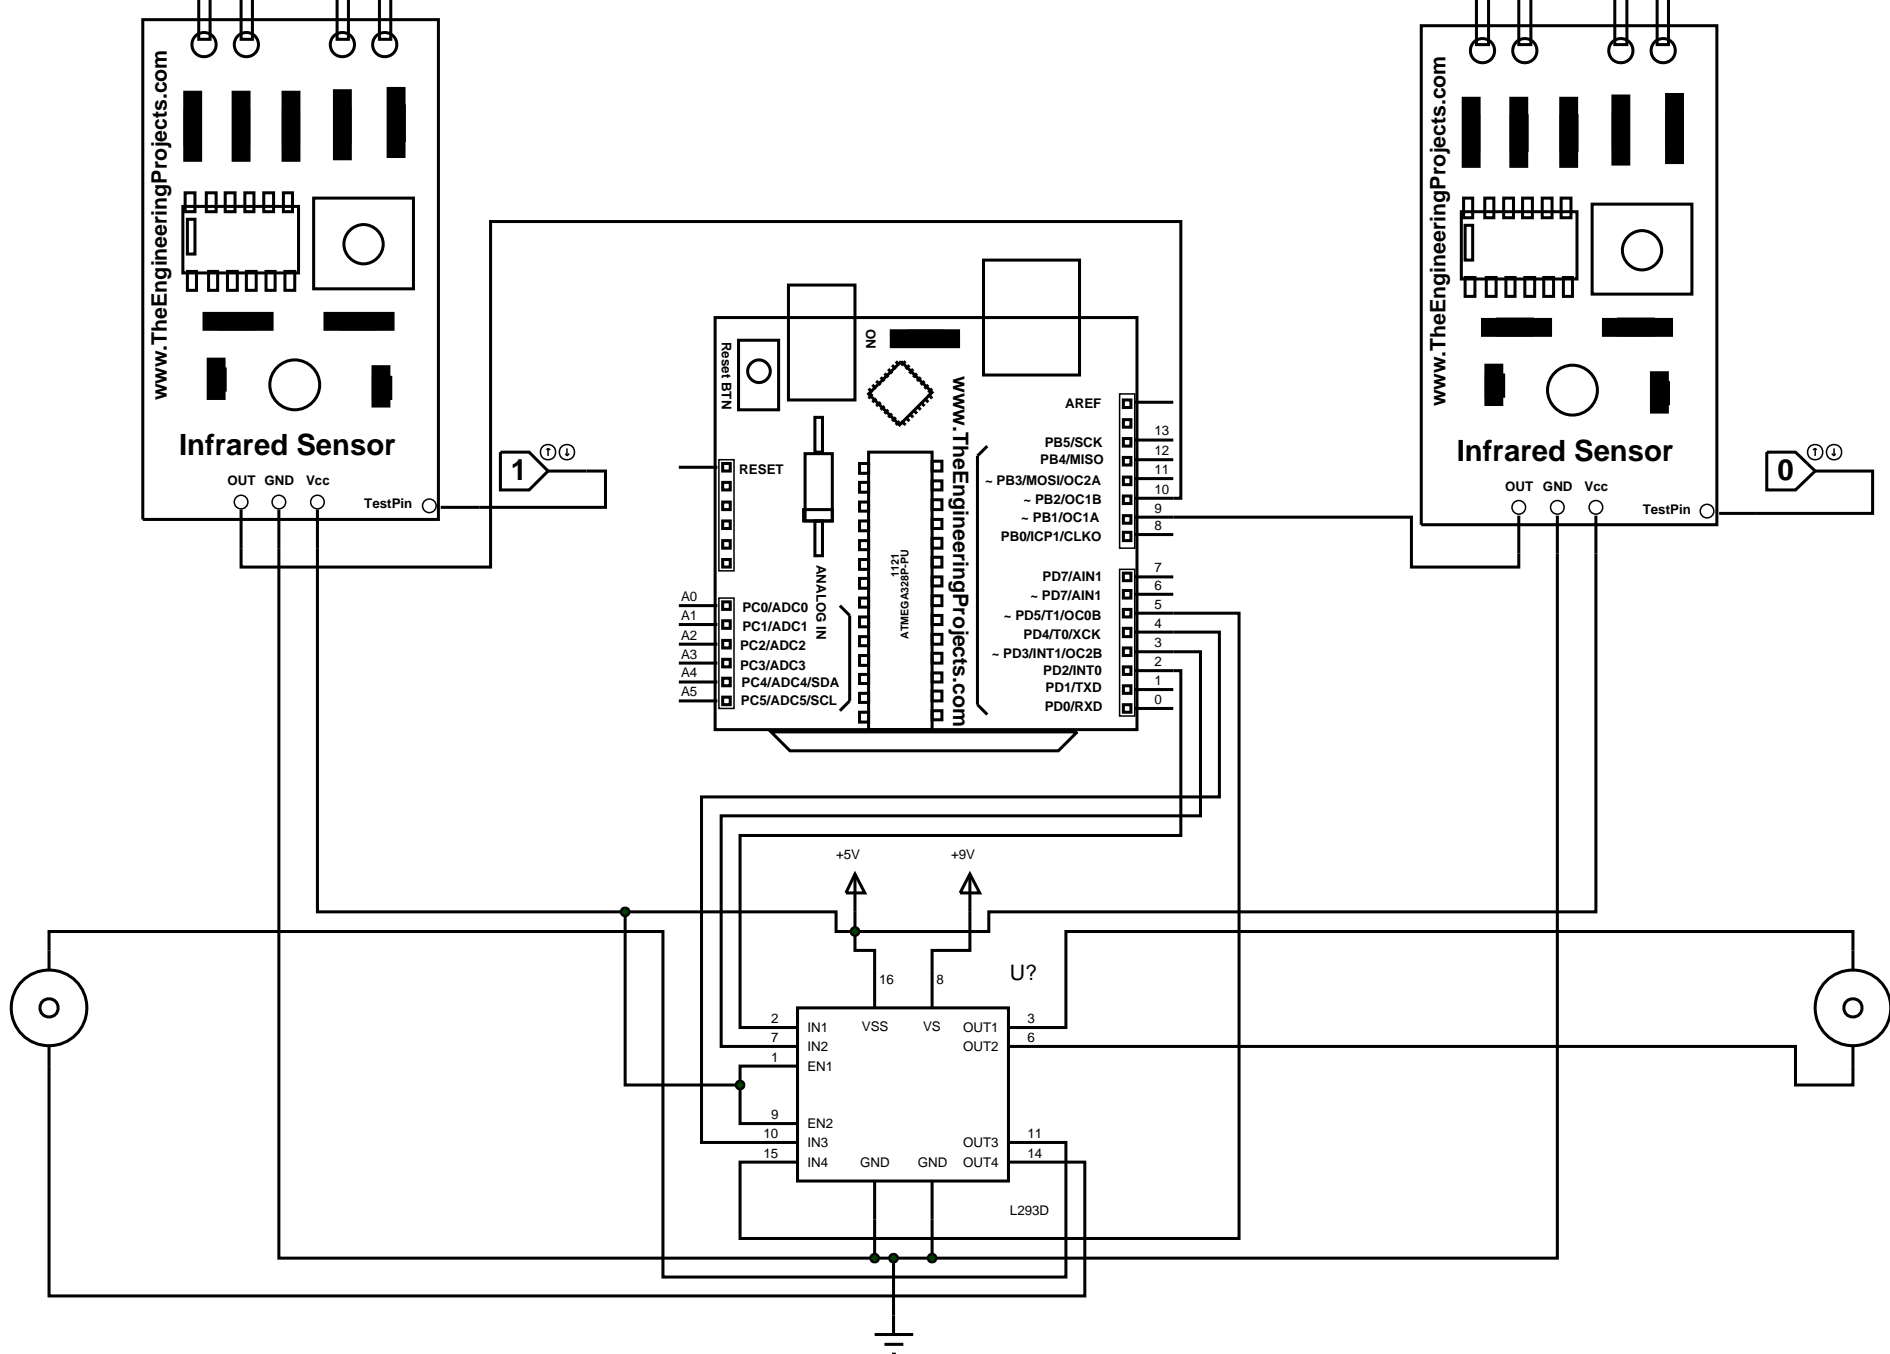 www.TheEngineeringProjects.com
Infrared Sensor
OUT GND Vcc
TestPin
1
www.TheEngineeringProjects.com
Infrared Sensor
OUT GND Vcc
TestPin
0
Reset BTN
ON
www.TheEngineeringProjects.com
ANALOG IN
1121
ATMEGA328P-PU
RESET
A0 PC0/ADC0
A1 PC1/ADC1
A2 PC2/ADC2
A3 PC3/ADC3
A4 PC4/ADC4/SDA
A5 PC5/ADC5/SCL
AREF
PB5/SCK 13
PB4/MISO 12
~ PB3/MOSI/OC2A 11
~ PB2/OC1B 10
~ PB1/OC1A 9
PB0/ICP1/CLKO 8
PD7/AIN1 7
~ PD7/AIN1 6
~ PD5/T1/OC0B 5
PD4/T0/XCK 4
~ PD3/INT1/OC2B 3
PD2/INT0 2
PD1/TXD 1
PD0/RXD 0
+5V +9V
U?
16 8
VSS VS
2 IN1
7 IN2
1 EN1
9 EN2
10 IN3
15 IN4
OUT1 3
OUT2 6
OUT3 11
OUT4 14
GND GND
L293D